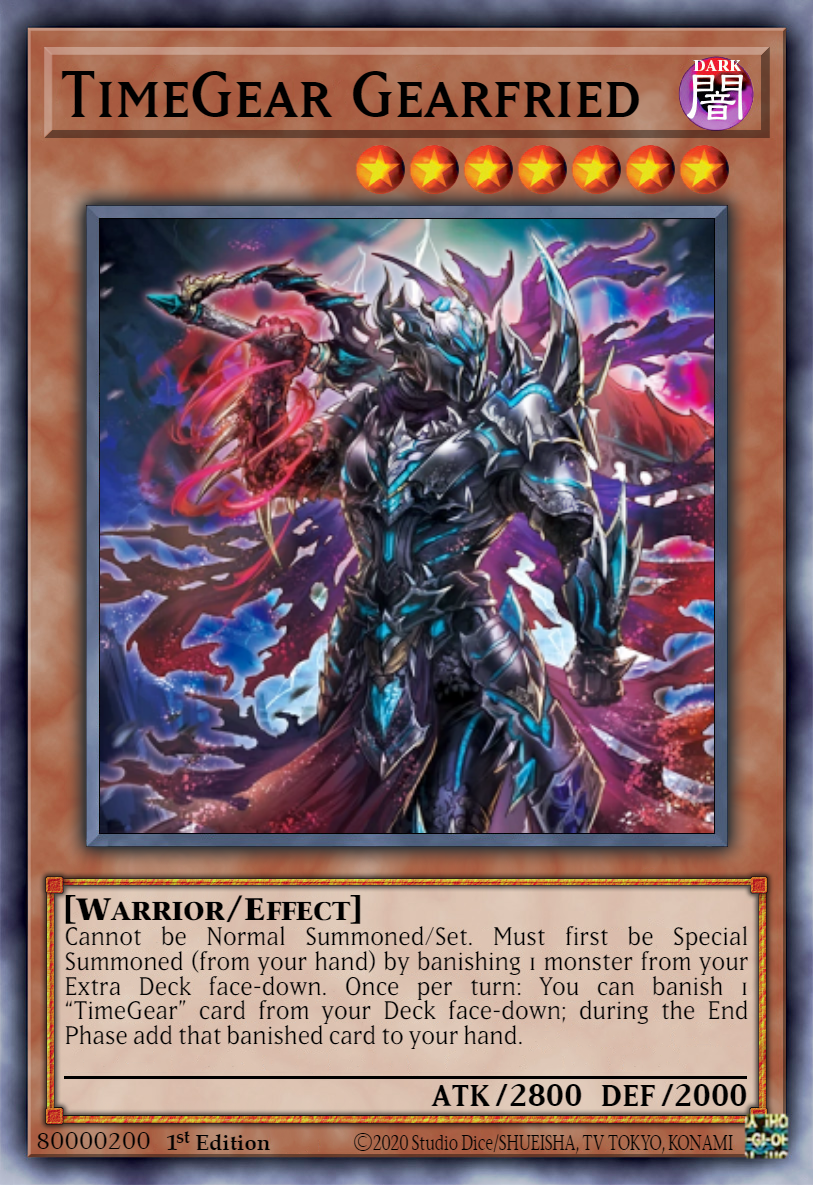 TimeGear Gearfried
DARK
闇
[Warrior/Effect]
Cannot be Normal Summoned/Set. Must first be Special
Summoned (from your hand) by banishing 1 monster from your
Extra Deck face-down. Once per turn: You can banish 1
“TimeGear” card from your Deck face-down; during the End
Phase add that banished card to your hand.
ATK/2800 DEF/2000
80000200 1st Edition ©2020 Studio Dice/SHUEISHA, TV TOKYO, KONAMI